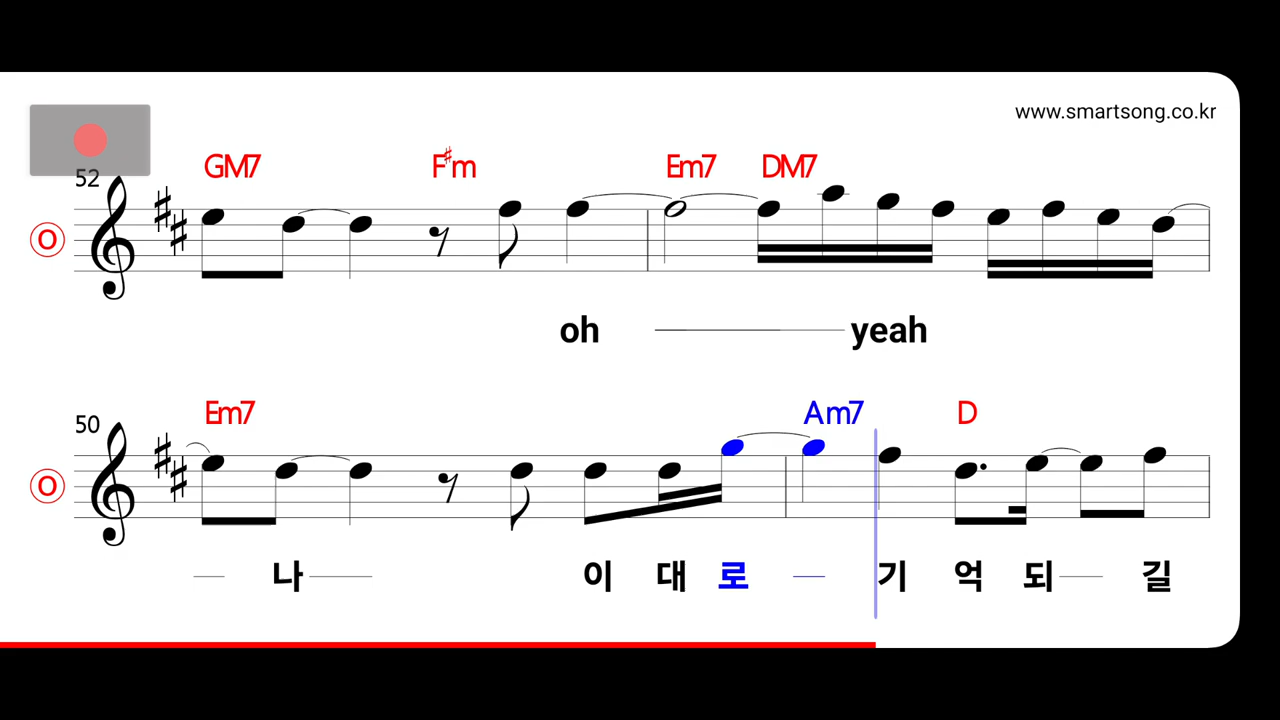 www.smartsong.co.kr
52 GM7 F♯m Em7 DM7
O
oh yeah
50 Em7 Am7 D
O
나 이 대 로 기 억 되 길